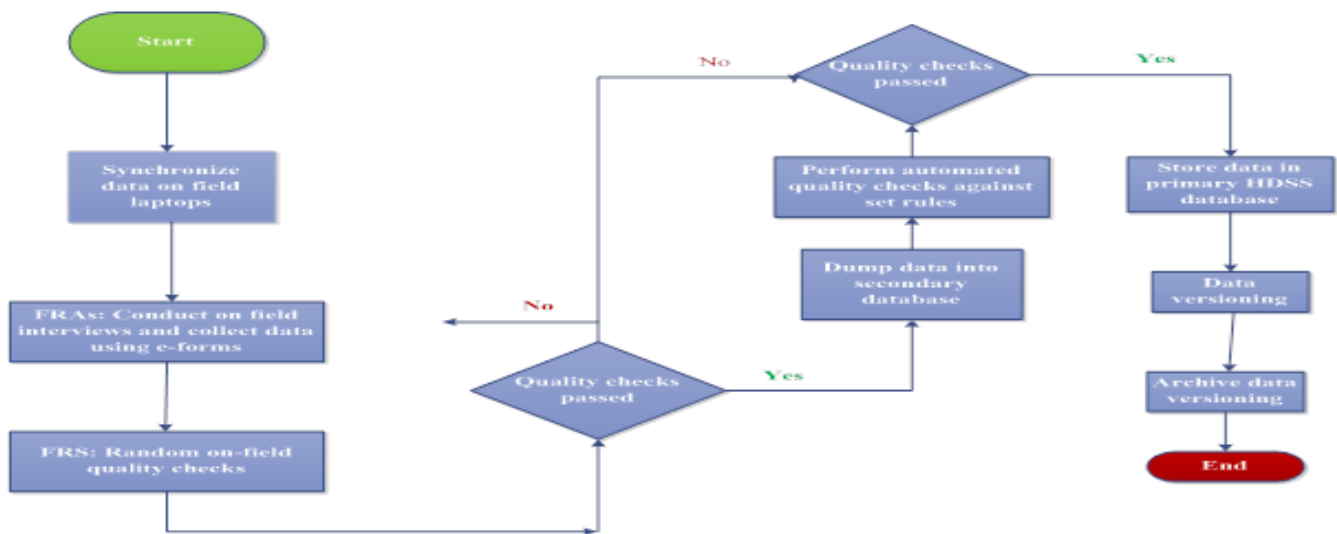 Start
Synchronize
data on field
laptops
FRAs: Conduct on field
interviews and collect data
using e-forms
FRS: Random on-field
quality checks
No
Quality checks
passed
Yes
Dump data into
secondary
database
Perform automated
quality checks against
set rules
No
Quality checks
passed
Yes
Store data in
primary HDSS
database
Data
versioning
Archive data
versioning
End